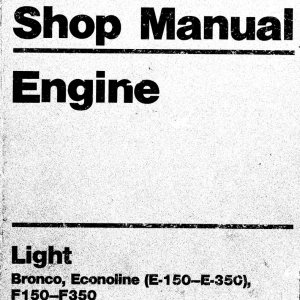 Shop Manual
Engine
Light
Bronco, Econoline (E-150–E-350),
F150–F350